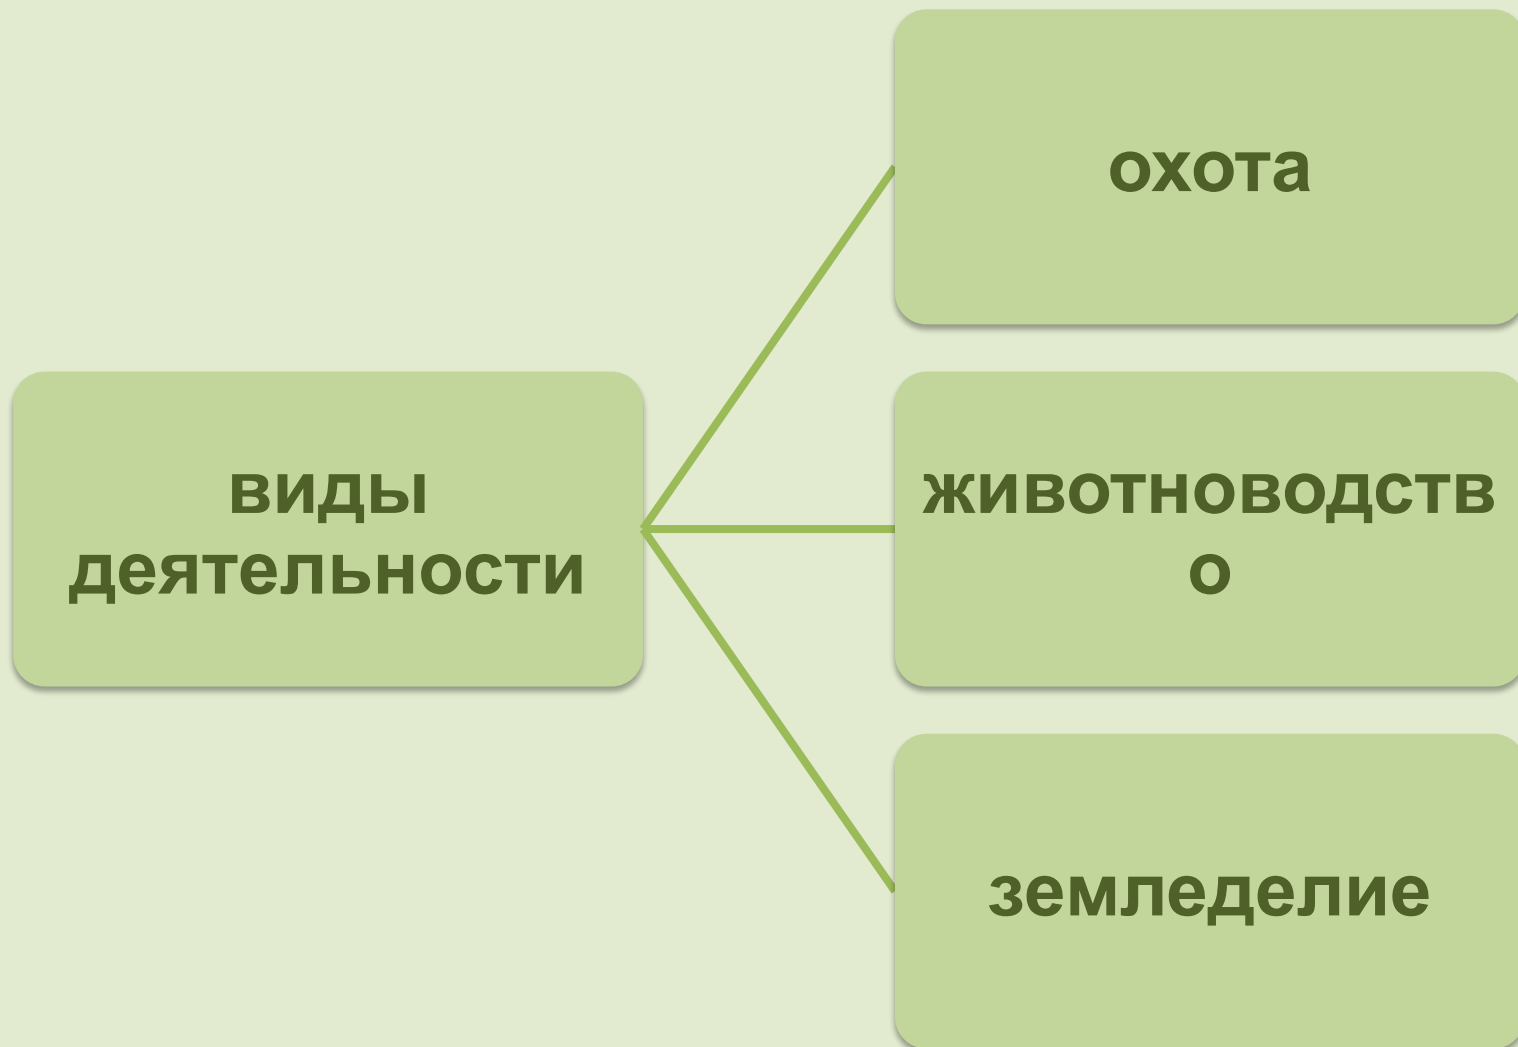 охота
виды
деятельности
животноводств
о
земледелие